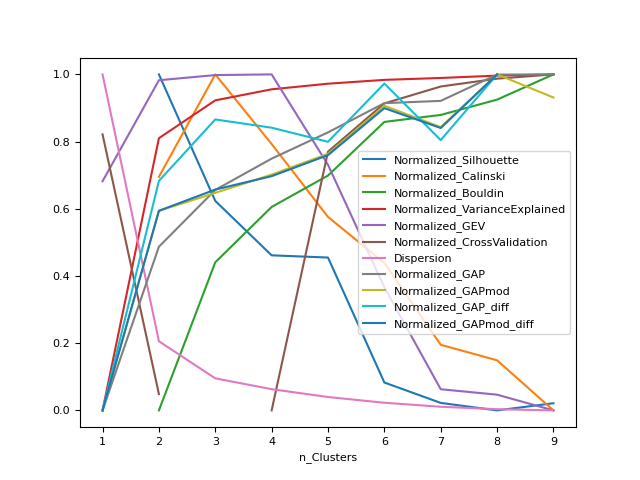 1.0
0.8
0.6
0.4
0.2
0.0
Normalized_Silhouette
Normalized_Calinski
Normalized_Bouldin
Normalized_VarianceExplained
Normalized_GEV
Normalized_CrossValidation
Dispersion
Normalized_GAP
Normalized_GAPmod
Normalized_GAP_diff
Normalized_GAPmod_diff
1 2 3 4 5 6 7 8 9
n_Clusters